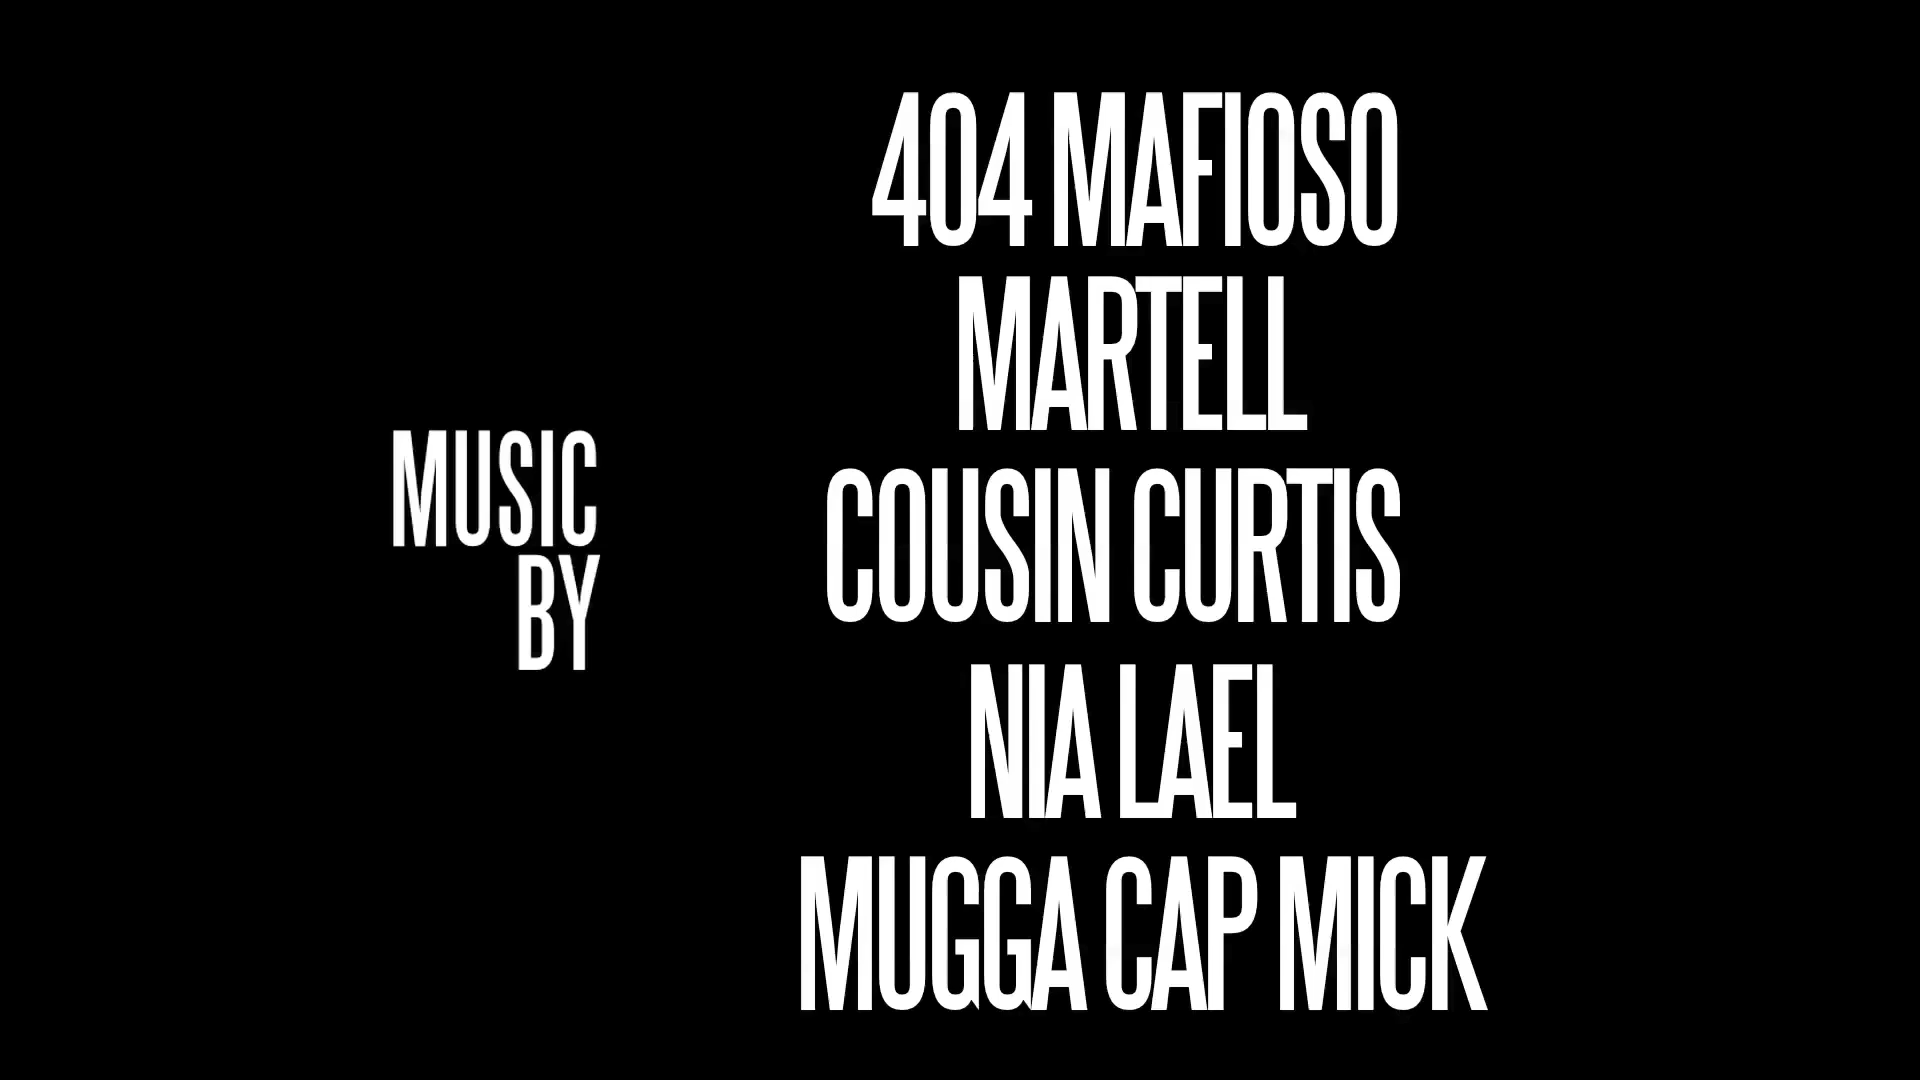 MUSIC
BY
404 MAFIOSO
MARTELL
COUSIN CURTIS
NIA LAEL
MUGGA CAP MICK